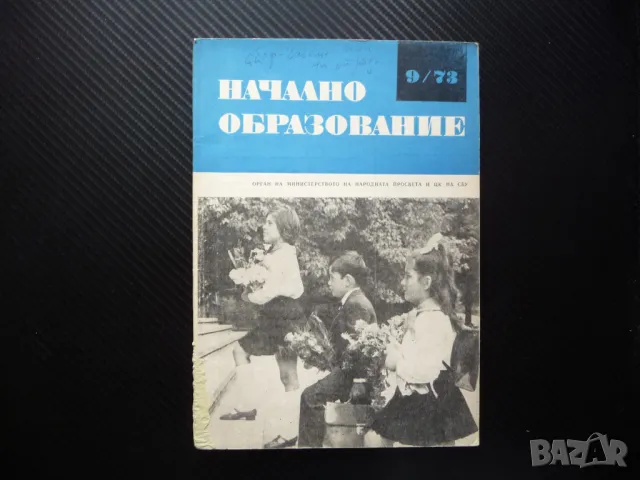 9/73
НАЧАЛНО
ОБРАЗОВАНИЕ
ОРГАН НА МИНИСТЕРСТВОТО НА НАРОДНАТА ПРОСВЕТА И ЦК НА СБУ
BAZAR